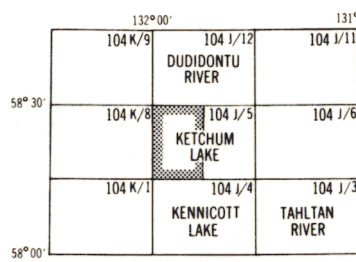 132°00' 131°
104 K/9 104 J/12 104 J/11
DUDIDONTU
RIVER
58°30'
104 K/8 104 J/5 104 J/6
KETCHUM
LAKE
104 K/1 104 J/4 104 J/3
KENNICOTT TAHLTAN
LAKE RIVER
58°00'